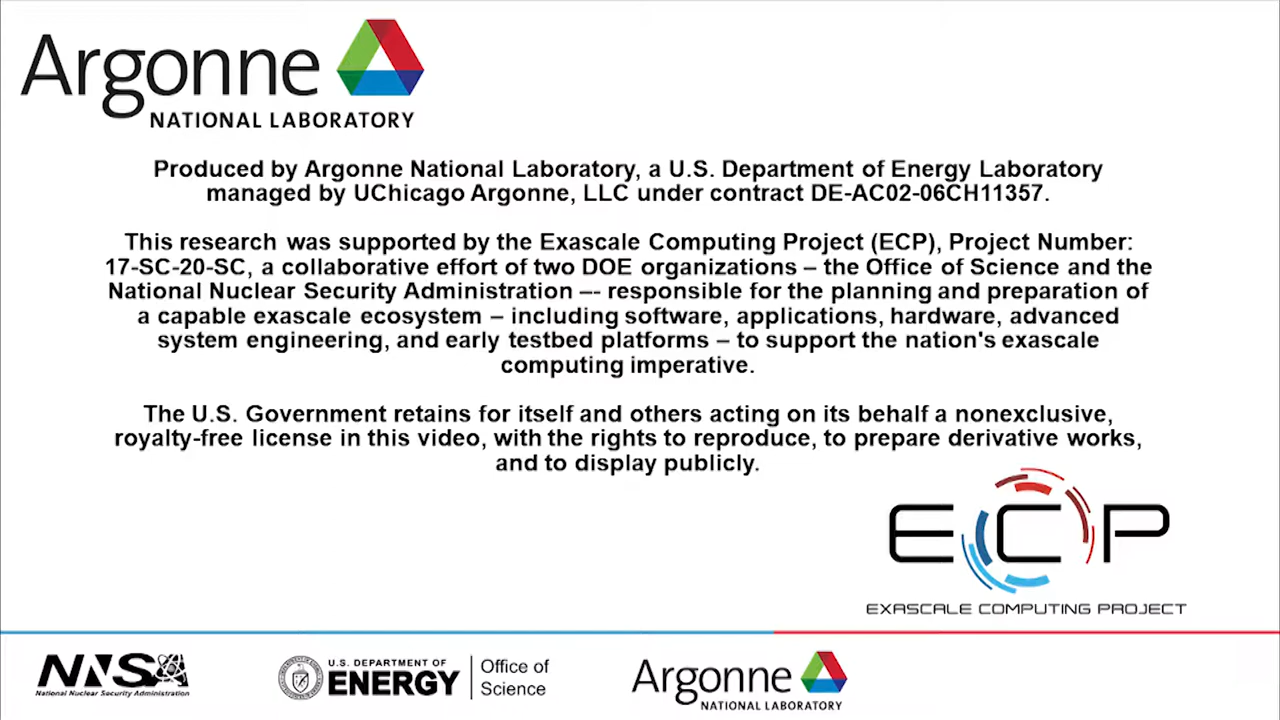 Argonne
NATIONAL LABORATORY
Produced by Argonne National Laboratory, a U.S. Department of Energy Laboratory
managed by UChicago Argonne, LLC under contract DE-AC02-06CH11357.
This research was supported by the Exascale Computing Project (ECP), Project Number:
17-SC-20-SC, a collaborative effort of two DOE organizations – the Office of Science and the
National Nuclear Security Administration –- responsible for the planning and preparation of
a capable exascale ecosystem – including software, applications, hardware, advanced
system engineering, and early testbed platforms – to support the nation's exascale
computing imperative.
The U.S. Government retains for itself and others acting on its behalf a nonexclusive,
royalty-free license in this video, with the rights to reproduce, to prepare derivative works,
and to display publicly.
ECP
EXASCALE COMPUTING PROJECT
NNSA
National Nuclear Security Administration
U.S. DEPARTMENT OF
ENERGY
Office of
Science
Argonne
NATIONAL LABORATORY